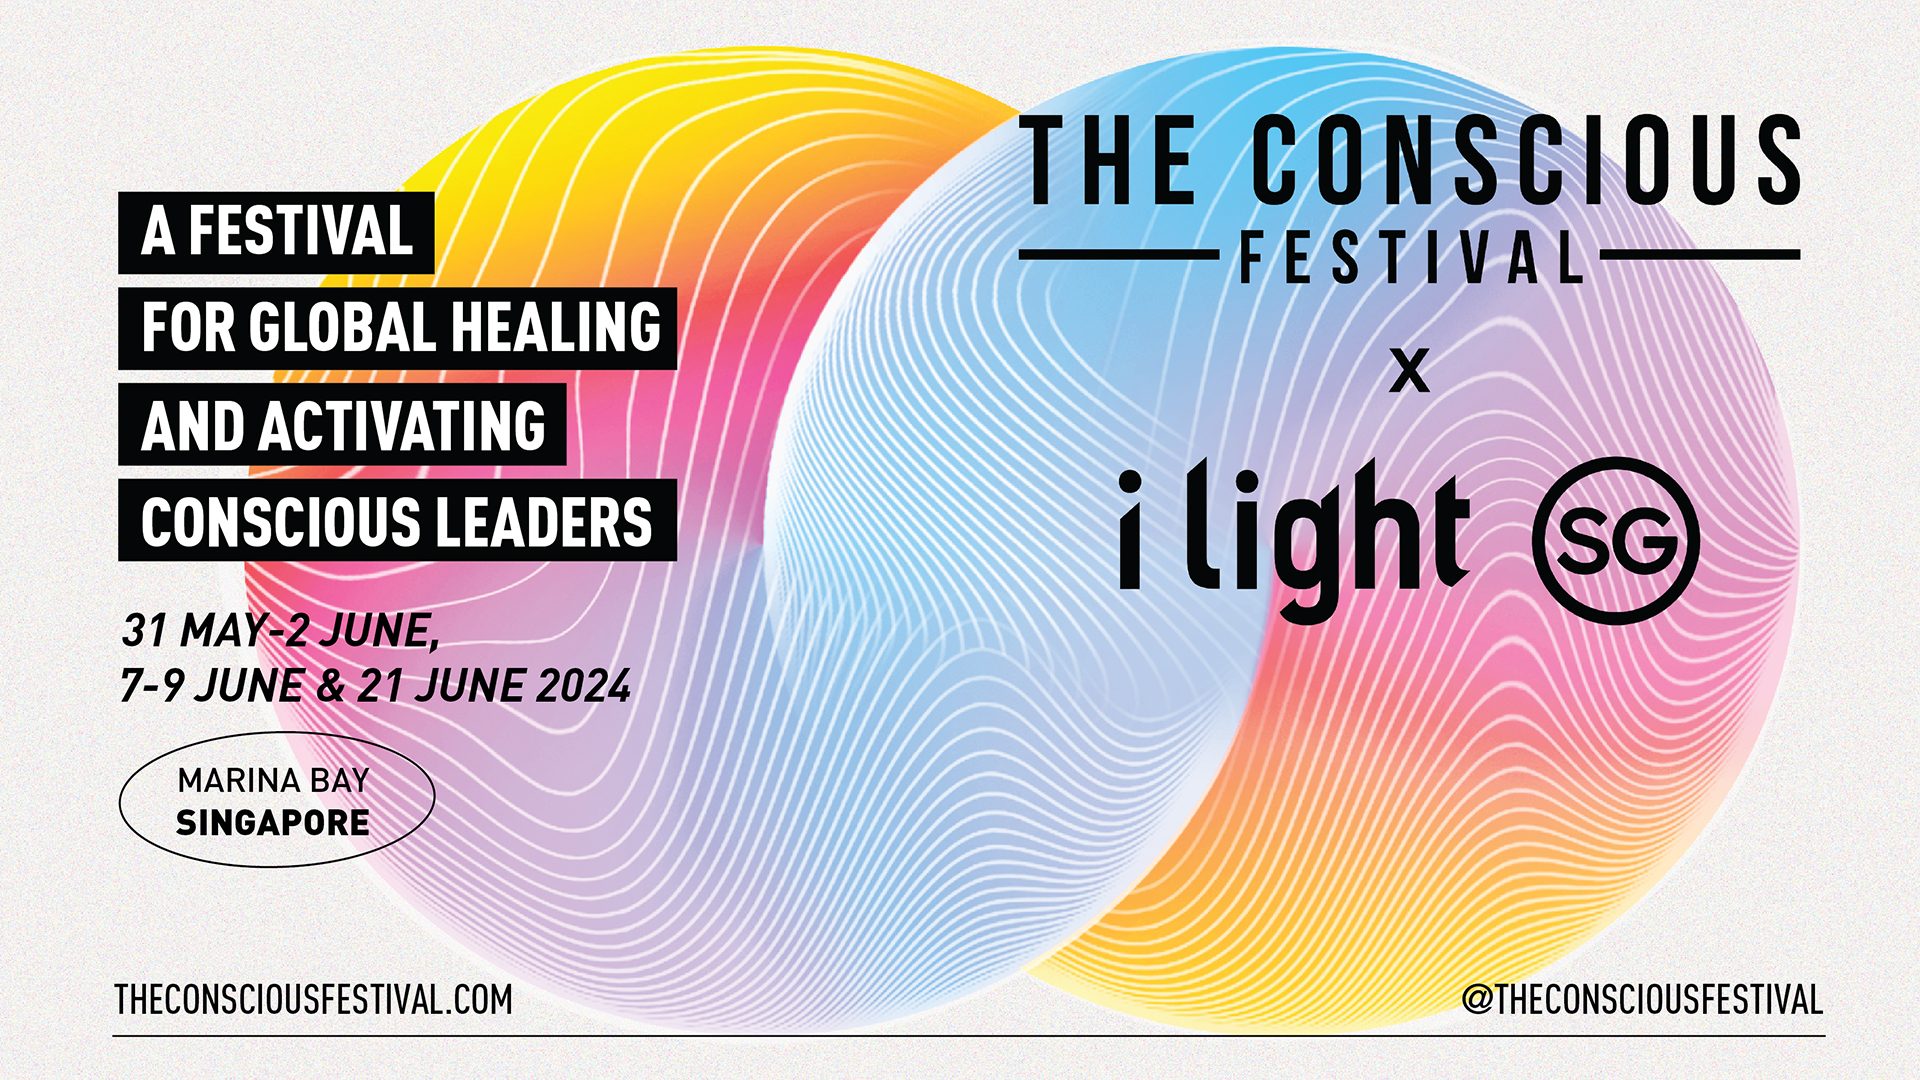 A FESTIVAL
FOR GLOBAL HEALING
AND ACTIVATING
CONSCIOUS LEADERS
31 MAY-2 JUNE,
7-9 JUNE & 21 JUNE 2024
MARINA BAY
SINGAPORE
THE CONSCIOUS
FESTIVAL
X
i light SG
THECONSCIOUSFESTIVAL.COM
@THECONSCIOUSFESTIVAL